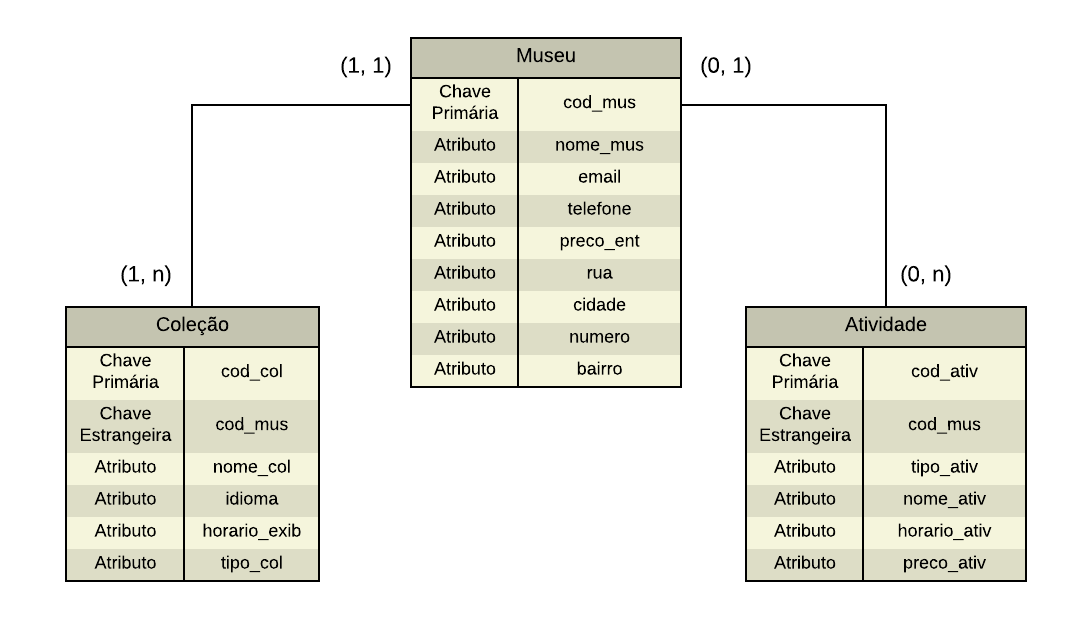 Museu
(1, 1)
(0, 1)
Chave
Primária
cod_mus
Atributo nome_mus
Atributo email
Atributo telefone
Atributo preco_ent
Atributo rua
Atributo cidade
Atributo numero
Atributo bairro
(1, n)
(0, n)
Coleção
Chave
Primária
cod_col
Chave
Estrangeira
cod_mus
Atributo nome_col
Atributo idioma
Atributo horario_exib
Atributo tipo_col
Atividade
Chave
Primária
cod_ativ
Chave
Estrangeira
cod_mus
Atributo tipo_ativ
Atributo nome_ativ
Atributo horario_ativ
Atributo preco_ativ